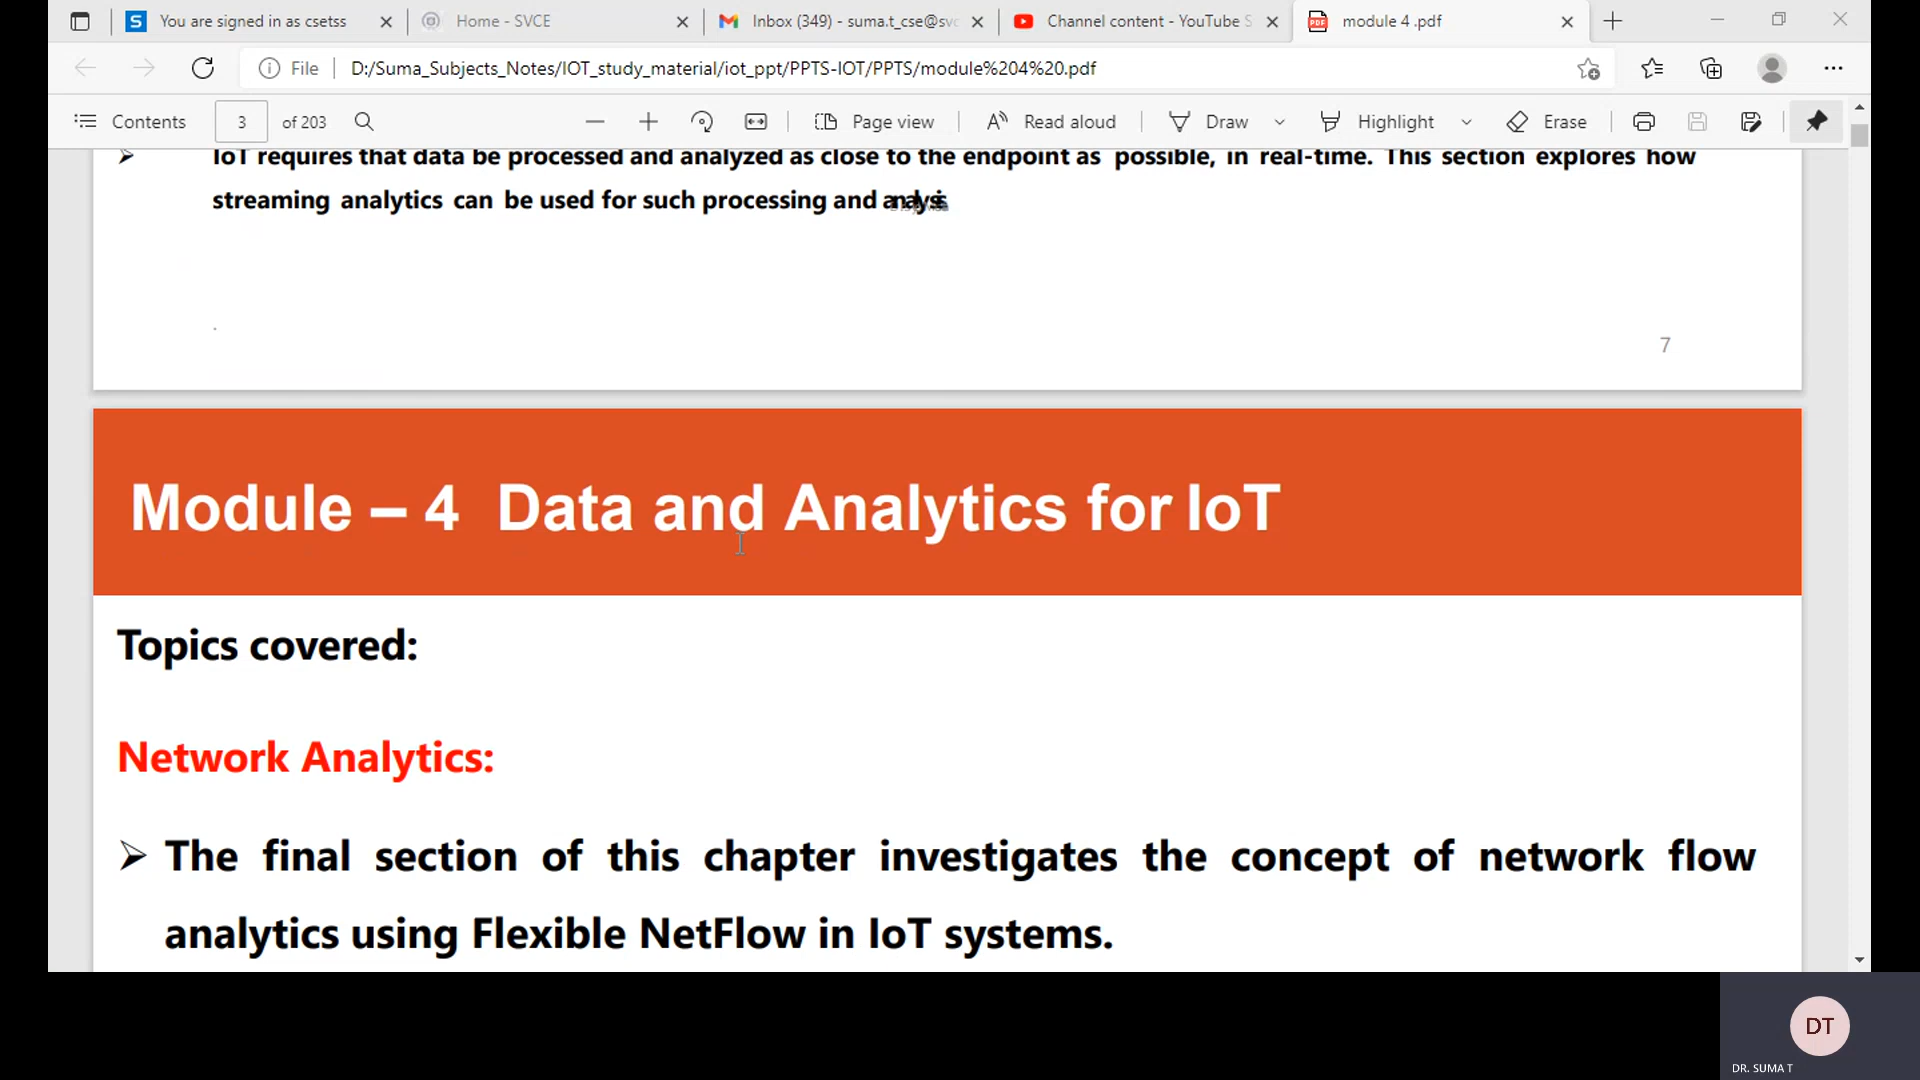 You are signed in as csetss
Home - SVCE
Inbox (349) - suma.t_cse@sv
Channel content - YouTube S
module 4 .pdf
File
D:/Suma_Subjects_Notes/IOT_study_material/iot_ppt/PPTS-IOT/PPTS/module%204%20.pdf
Contents
3
of 203
Page view
Read aloud
Draw
Highlight
Erase
IoT requires that data be processed and analyzed as close to the endpoint as possible, in real-time. This section explores how
streaming analytics can be used for such processing and analysis
.
7
Module – 4 Data and Analytics for IoT
Topics covered:
Network Analytics:
The final section of this chapter investigates the concept of network flow
analytics using Flexible NetFlow in IoT systems.
DT
DR. SUMA T